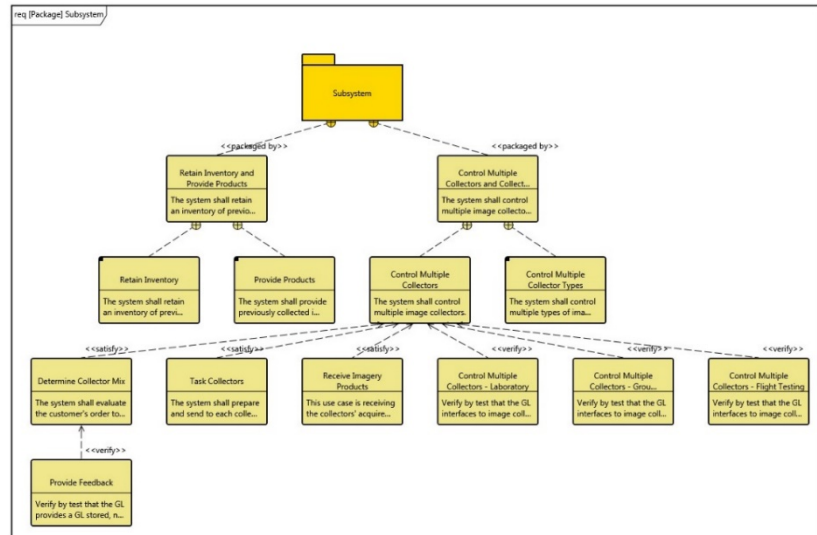 req [Package] Subsystem
Subsystem
<<packaged by>>
<<packaged by>>
Retain Inventory and
Provide Products
The system shall retain
an inventory of previo...
Control Multiple
Collectors and Collect...
The system shall control
multiple image collecto...
Retain Inventory
The system shall retain
an inventory of previ...
Provide Products
The system shall provide
previously collected i...
Control Multiple
Collectors
The system shall control
multiple image collectors.
Control Multiple
Collector Types
The system shall control
multiple types of ima...
<<satisfy>>
<<satisfy>>
<<satisfy>>
<<verify>>
<<verify>>
<<verify>>
Determine Collector Mix
The system shall evaluate
the customer's order to...
Task Collectors
The system shall prepare
and send to each colle...
Receive Imagery
Products
This use case is receiving
the collectors' acquire...
Control Multiple
Collectors - Laboratory
Verify by test that the GL
interfaces to image coll...
Control Multiple
Collectors - Grou...
Verify by test that the GL
interfaces to image coll...
Control Multiple
Collectors - Flight Testing
Verify by test that the GL
interfaces to image coll...
<<verify>>
Provide Feedback
Verify by test that the GL
provides a GL stored, n...